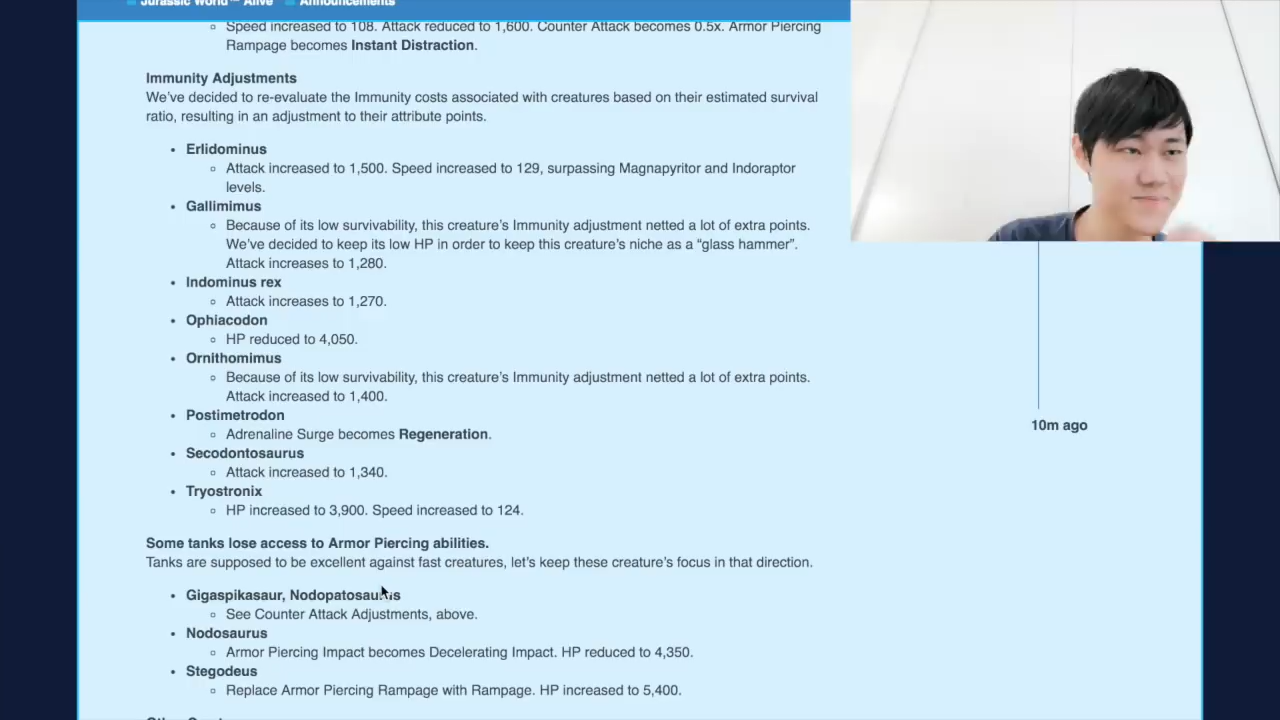 Jurassic World™ Alive Announcements
Speed increased to 108. Attack reduced to 1,600. Counter Attack becomes 0.5x. Armor Piercing
Rampage becomes Instant Distraction.
Immunity Adjustments
We've decided to re-evaluate the Immunity costs associated with creatures based on their estimated survival
ratio, resulting in an adjustment to their attribute points.
Erlidominus
Attack increased to 1,500. Speed increased to 129, surpassing Magnapyritor and Indoraptor
levels.
Gallimimus
Because of its low survivability, this creature's Immunity adjustment netted a lot of extra points.
We've decided to keep its low HP in order to keep this creature's niche as a “glass hammer”.
Attack increases to 1,280.
Indominus rex
Attack increases to 1,270.
Ophiacodon
HP reduced to 4,050.
Ornithomimus
Because of its low survivability, this creature's Immunity adjustment netted a lot of extra points.
Attack increased to 1,400.
Postimetrodon
Adrenaline Surge becomes Regeneration.
Secodontosaurus
Attack increased to 1,340.
Tryostronix
HP increased to 3,900. Speed increased to 124.
10m ago
Some tanks lose access to Armor Piercing abilities.
Tanks are supposed to be excellent against fast creatures, let's keep these creature's focus in that direction.
Gigaspikasaur, Nodopatosaurus
See Counter Attack Adjustments, above.
Nodosaurus
Armor Piercing Impact becomes Decelerating Impact. HP reduced to 4,350.
Stegodeus
Replace Armor Piercing Rampage with Rampage. HP increased to 5,400.